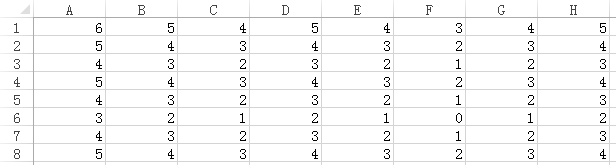 A B C D E F G H
1 6 5 4 5 4 3 4 5
2 5 4 3 4 3 2 3 4
3 4 3 2 3 2 1 2 3
4 5 4 3 4 3 2 3 4
5 4 3 2 3 2 1 2 3
6 3 2 1 2 1 0 1 2
7 4 3 2 3 2 1 2 3
8 5 4 3 4 3 2 3 4